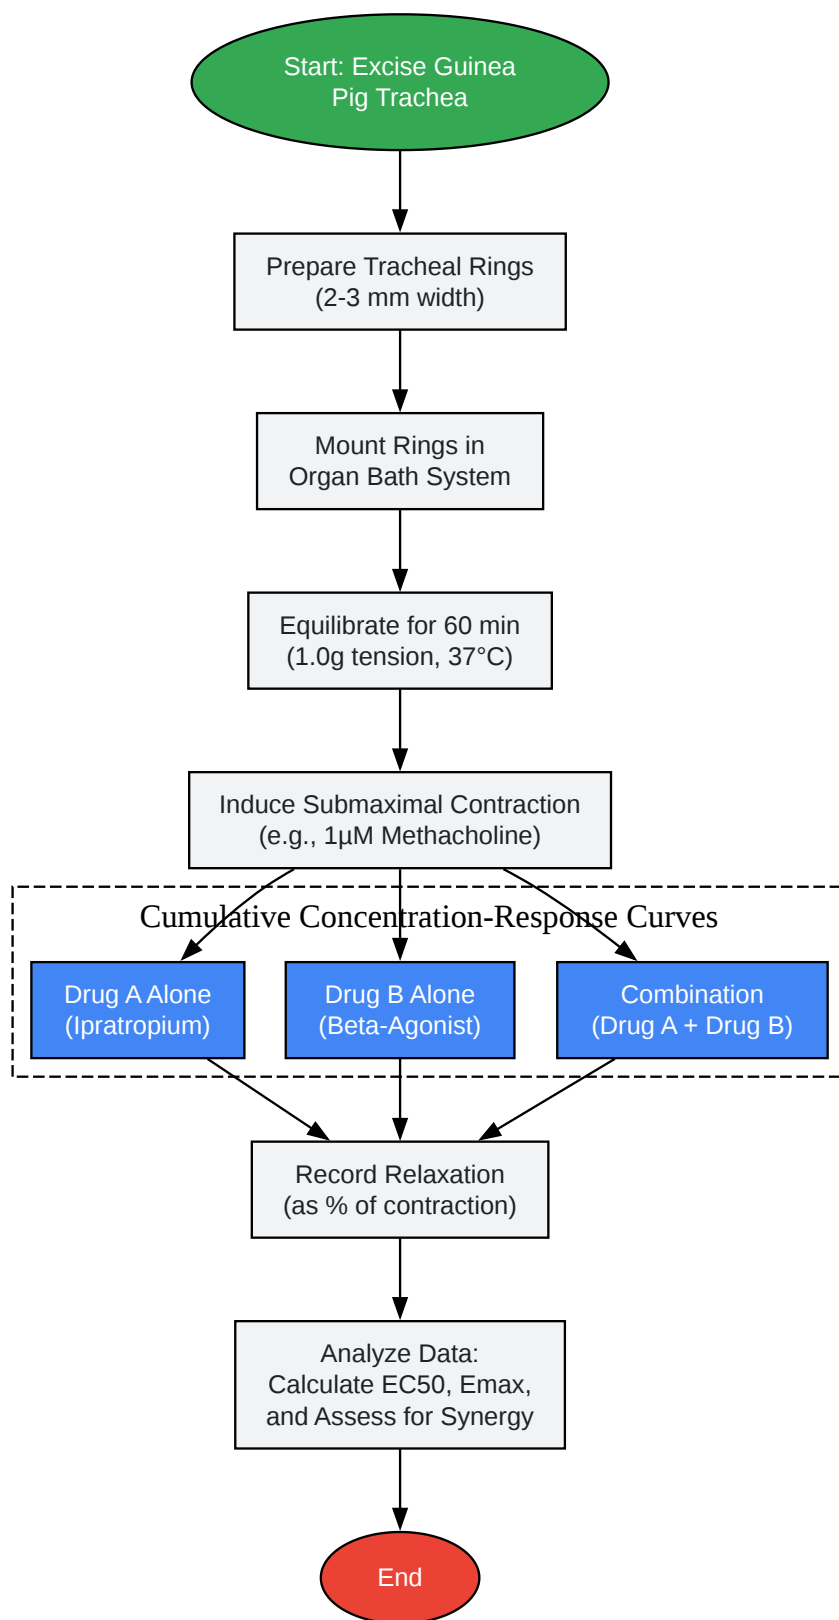 Start: Excise Guinea
Pig Trachea
Prepare Tracheal Rings
(2-3 mm width)
Mount Rings in
Organ Bath System
Equilibrate for 60 min
(1.0g tension, 37°C)
Induce Submaximal Contraction
(e.g., 1µM Methacholine)
Cumulative Concentration-Response Curves
Drug A Alone
(Ipratropium)
Drug B Alone
(Beta-Agonist)
Combination
(Drug A + Drug B)
Record Relaxation
(as % of contraction)
Analyze Data:
Calculate EC50, Emax,
and Assess for Synergy
End